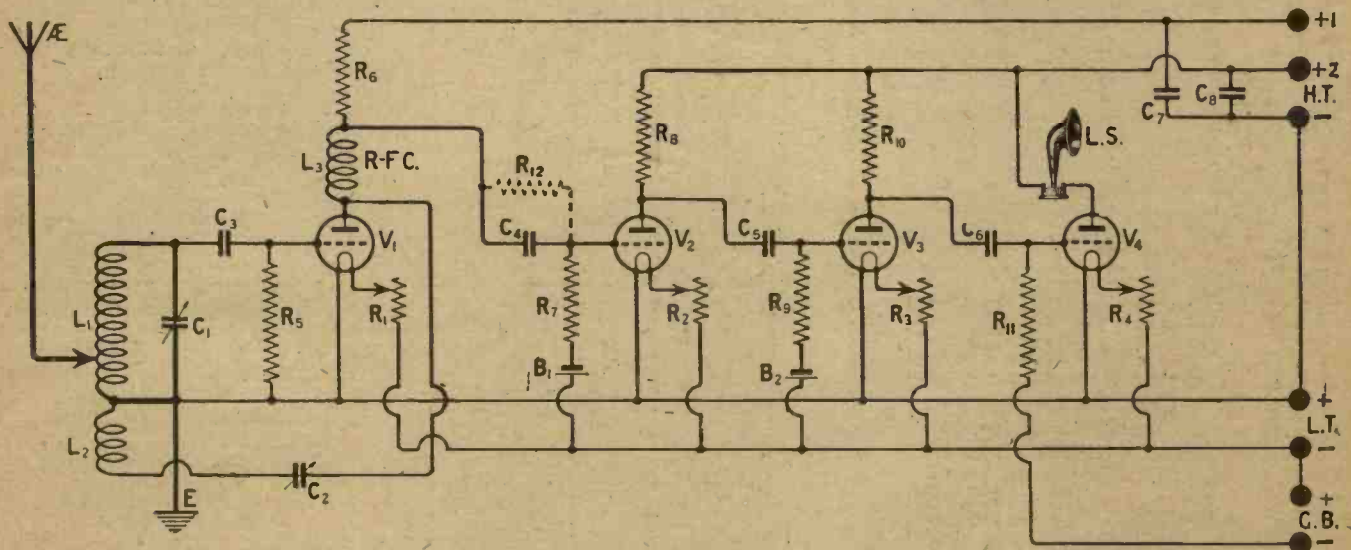 Æ
R₆
+1
+2
H.T.
C₇
C₈
−
R₈
R₁₀
L.S.
L₃
R-FC.
R₁₂
C₃
V₁
C₄
V₂
C₅
V₃
C₆
V₄
L₁
C₁
R₅
R₁
R₇
R₂
R₉
R₃
R₁₁
R₄
B₁
B₂
+
L.T.
−
L₂
C₂
E
+
G.B.
−